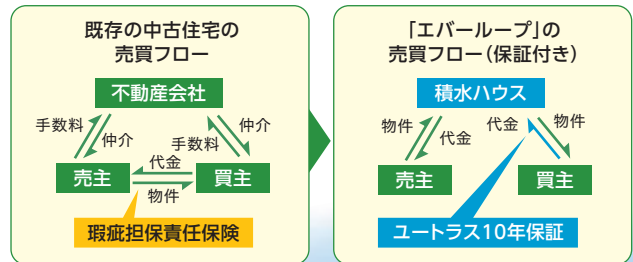 既存の中古住宅の
売買フロー
不動産会社
手数料
仲介
手数料
仲介
売主
代金
物件
買主
瑕疵担保責任保険
「エバーループ」の
売買フロー(保証付き)
積水ハウス
物件
代金
代金
物件
売主
買主
ユートラス10年保証